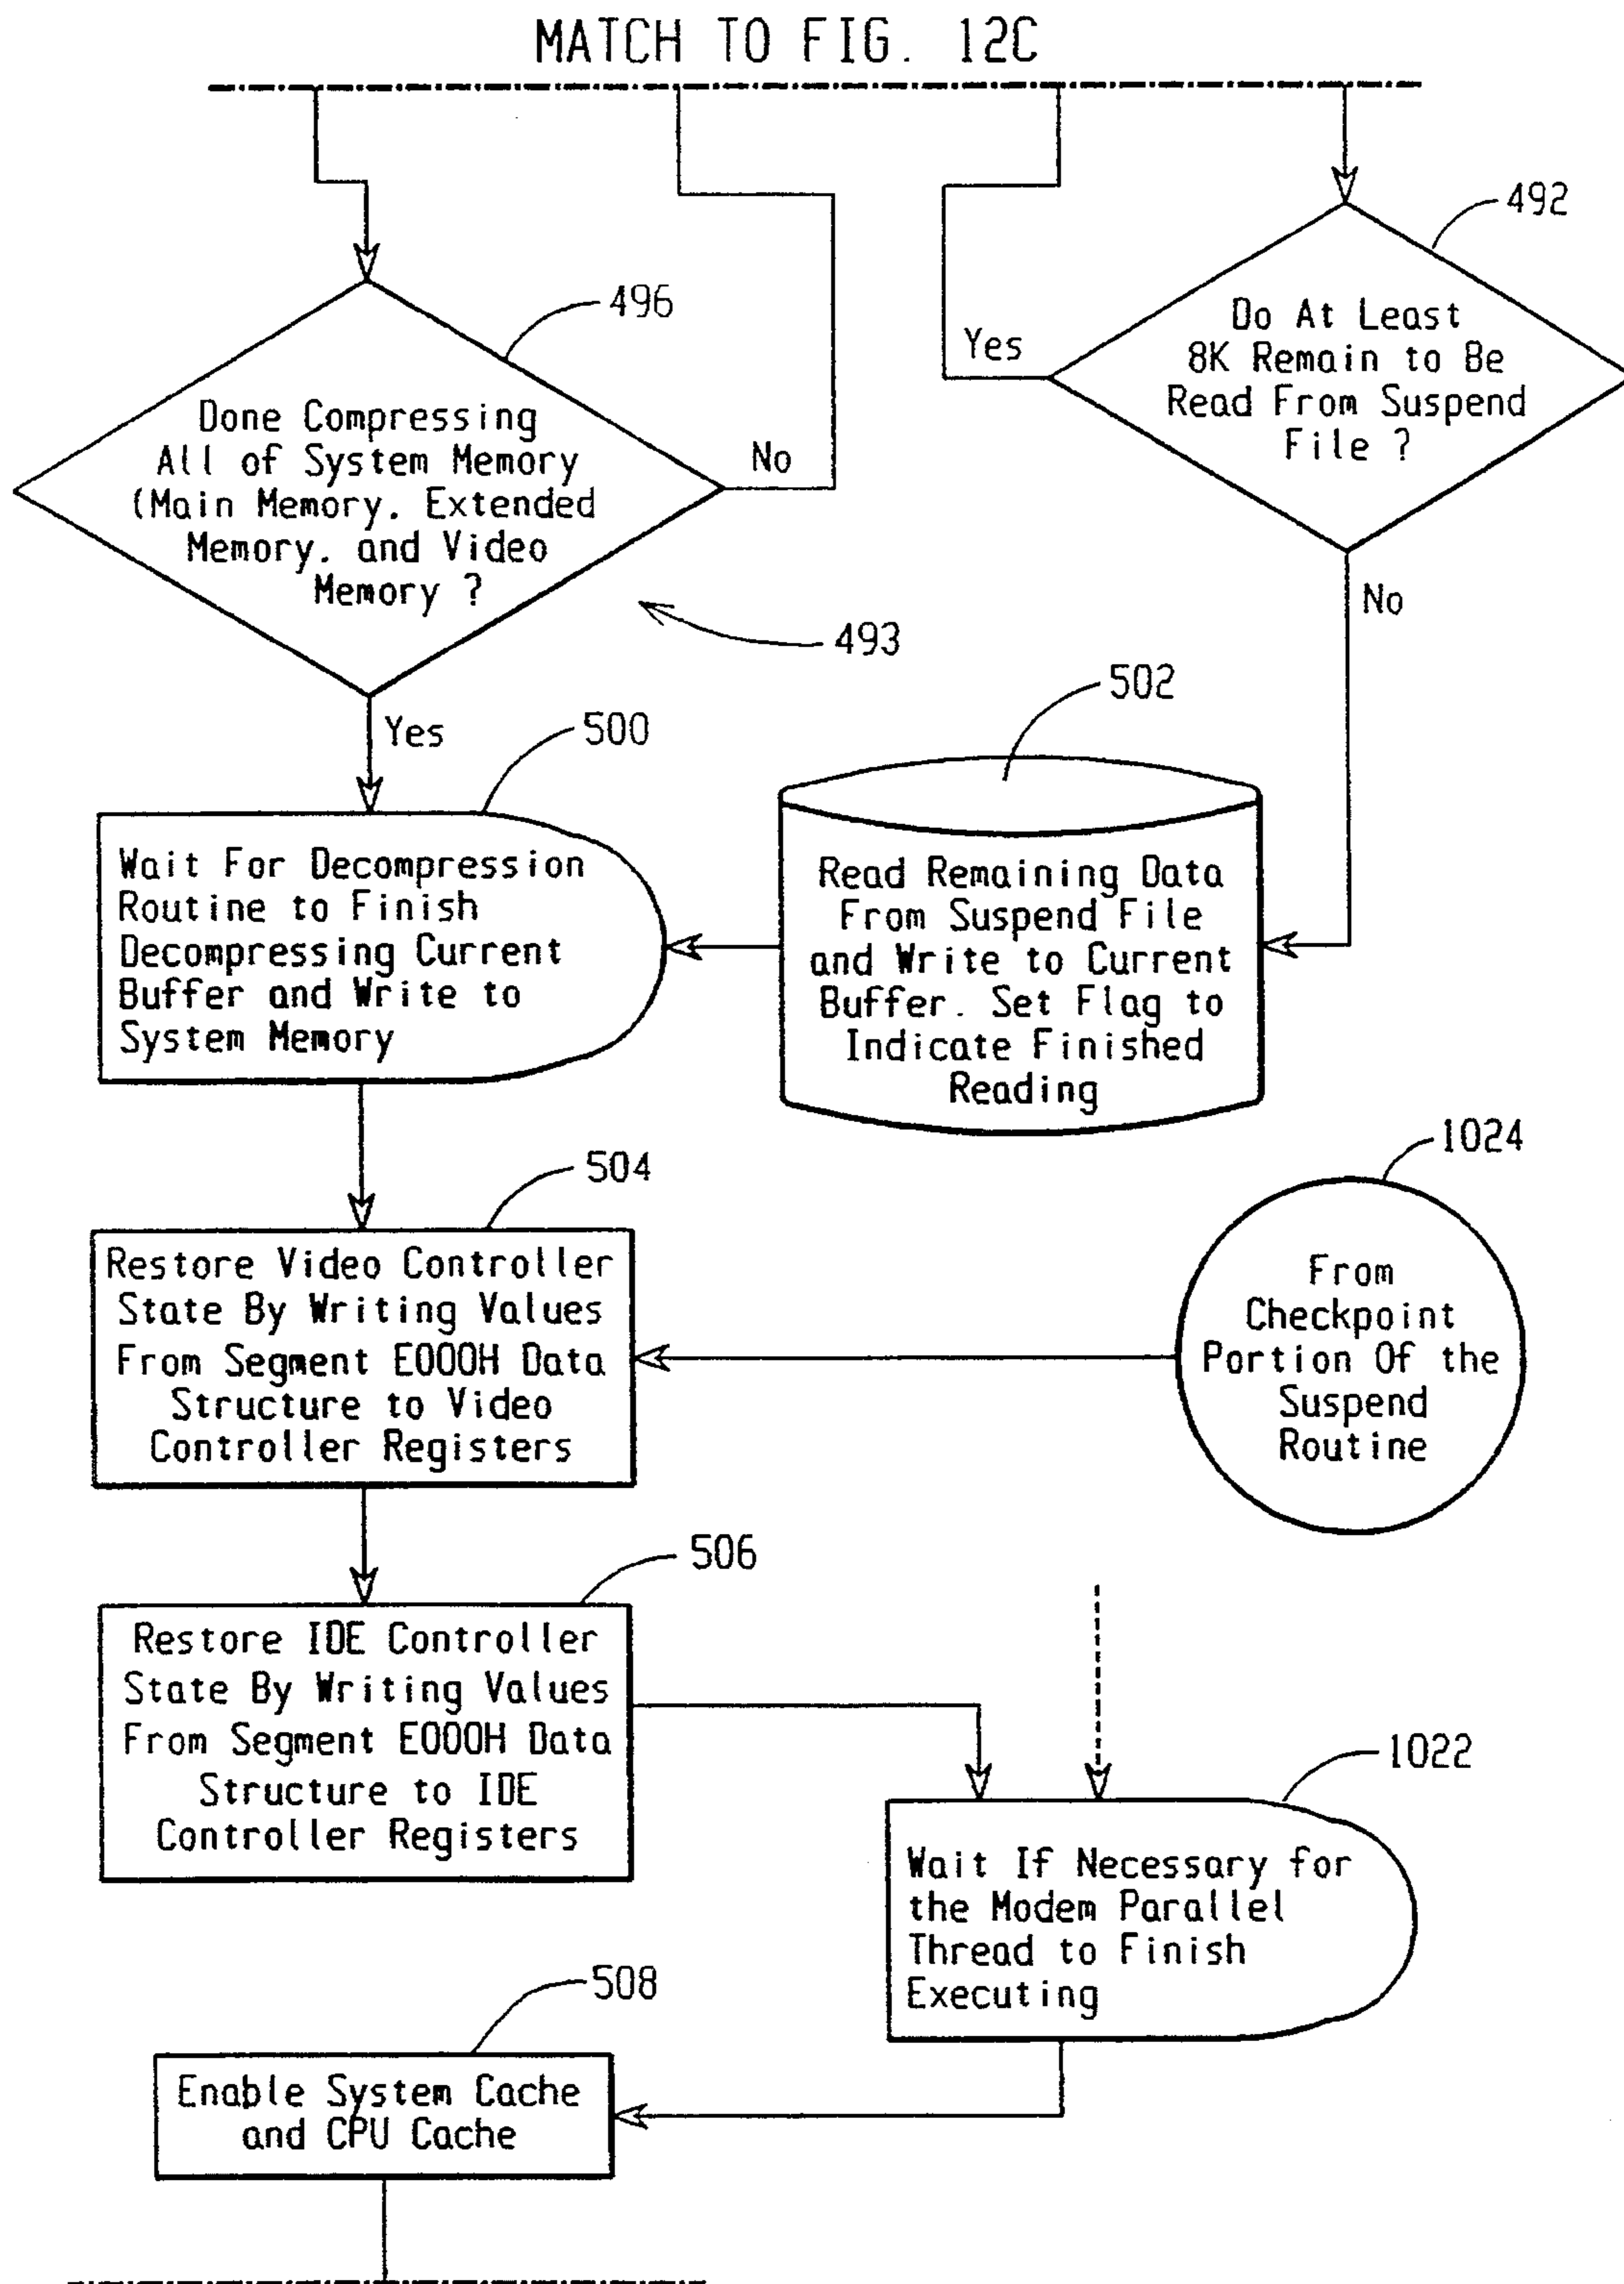 MATCH TO FIG. 12C
492
Do At Least
8K Remain to Be
Read From Suspend
File ?
Yes
No
496
Done Compressing
All of System Memory
(Main Memory. Extended
Memory. and Video
Memory ?
No
493
Yes
500
Wait For Decompression
Routine to Finish
Decompressing Current
Buffer and Write to
System Memory
502
Read Remaining Data
From Suspend File
and Write to Current
Buffer. Set Flag to
Indicate Finished
Reading
504
Restore Video Controller
State By Writing Values
From Segment E000H Data
Structure to Video
Controller Registers
1024
From
Checkpoint
Portion Of the
Suspend
Routine
506
Restore IDE Controller
State By Writing Values
From Segment E000H Data
Structure to IDE
Controller Registers
1022
Wait If Necessary for
the Modem Parallel
Thread to Finish
Executing
508
Enable System Cache
and CPU Cache